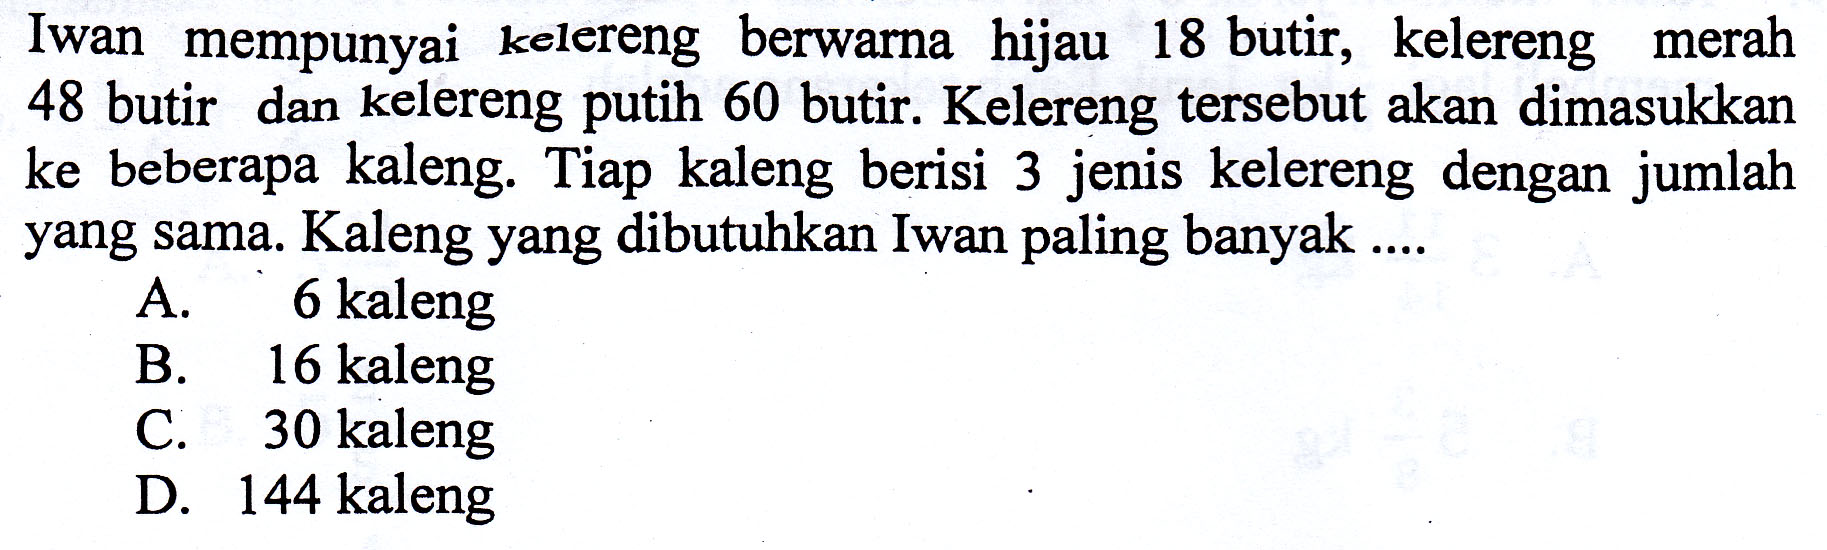 Iwan mempunyai kelereng berwarna hijau 18 butir, kelereng merah
48 butir dan kelereng putih 60 butir. Kelereng tersebut akan dimasukkan
ke beberapa kaleng. Tiap kaleng berisi 3 jenis kelereng dengan jumlah
yang sama. Kaleng yang dibutuhkan Iwan paling banyak ....
A. 6 kaleng
B. 16 kaleng
C. 30 kaleng
D. 144 kaleng